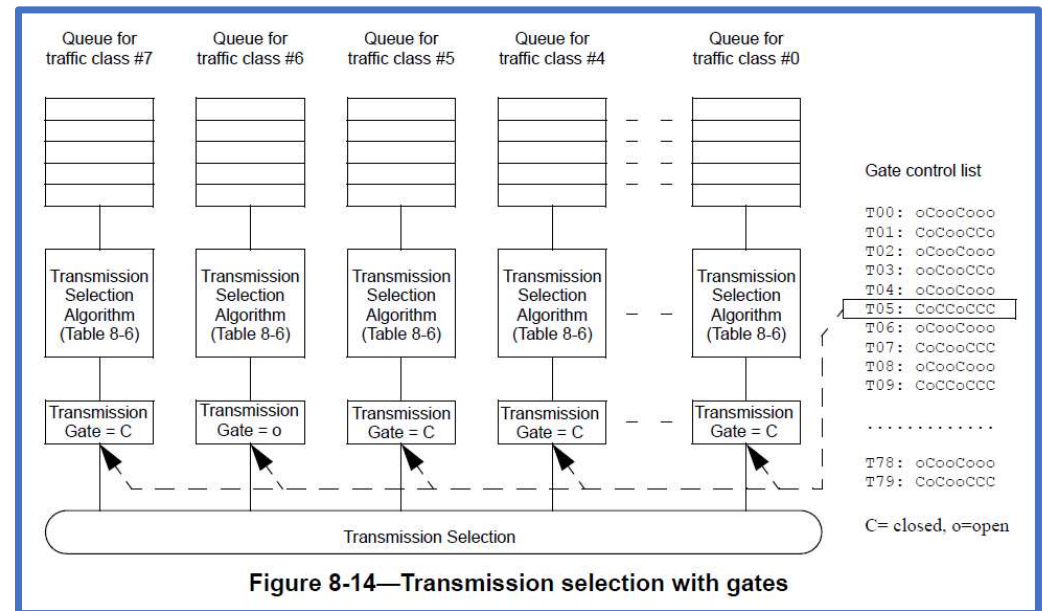 Queue for
traffic class #7
Queue for
traffic class #6
Queue for
traffic class #5
Queue for
traffic class #4
Queue for
traffic class #0
Transmission
Selection
Algorithm
(Table 8-6)
Transmission
Selection
Algorithm
(Table 8-6)
Transmission
Selection
Algorithm
(Table 8-6)
Transmission
Selection
Algorithm
(Table 8-6)
Transmission
Selection
Algorithm
(Table 8-6)
Transmission
Gate = C
Transmission
Gate = o
Transmission
Gate = C
Transmission
Gate = C
Transmission
Gate = C
Transmission Selection
Gate control list
T00: oCooCooo
T01: CoCooCCo
T02: oCooCooo
T03: ooCooCCo
T04: oCooCooo
T05: CoCCoCCC
T06: oCooCooo
T07: CoCooCCC
T08: oCooCooo
T09: CoCCoCCC
.............
T78: oCooCooo
T79: CoCooCCC
C= closed, o=open
Figure 8-14—Transmission selection with gates